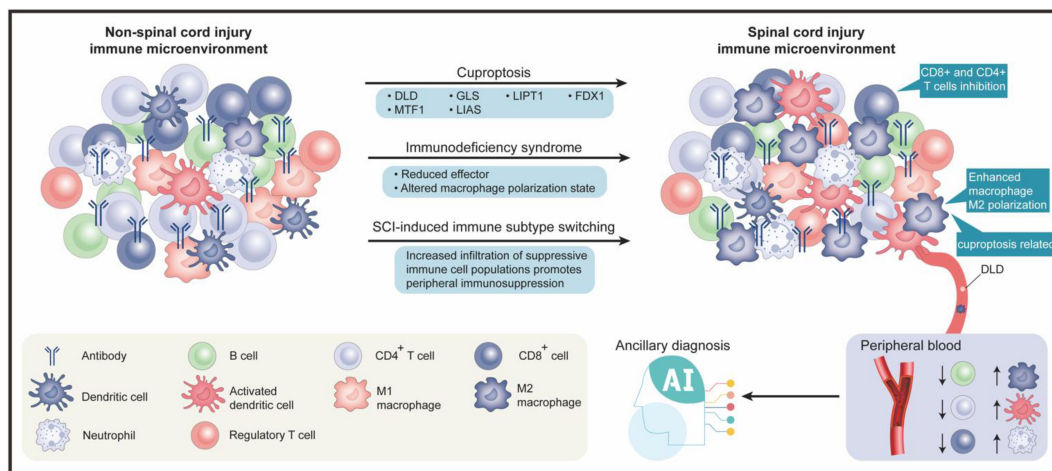 Non-spinal cord injury
immune microenvironment
Spinal cord injury
immune microenvironment
Cuproptosis
• DLD • GLS • LIPT1 • FDX1
• MTF1 • LIAS
Immunodeficiency syndrome
• Reduced effector
• Altered macrophage polarization state
SCI-induced immune subtype switching
Increased infiltration of suppressive
immune cell populations promotes
peripheral immunosuppression
CD8+ and CD4+
T cells inhibition
Enhanced
macrophage
M2 polarization
cuproptosis related
DLD
Antibody
B cell
CD4+ T cell
CD8+ cell
Dendritic cell
Activated
dendritic cell
M1
macrophage
M2
macrophage
Neutrophil
Regulatory T cell
Ancillary diagnosis
AI
Peripheral blood